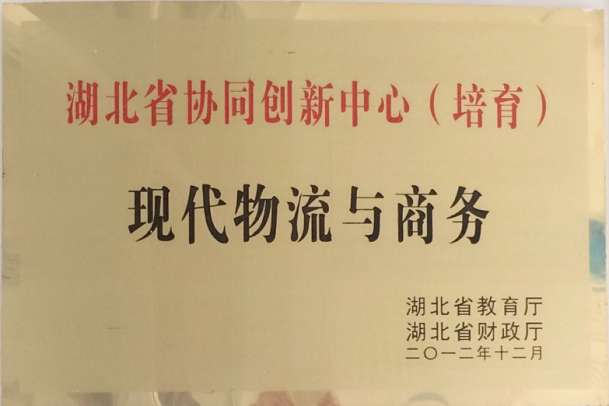 湖北省协同创新中心（培育）
现代物流与商务
湖北省教育厅
湖北省财政厅
二〇一二年十二月